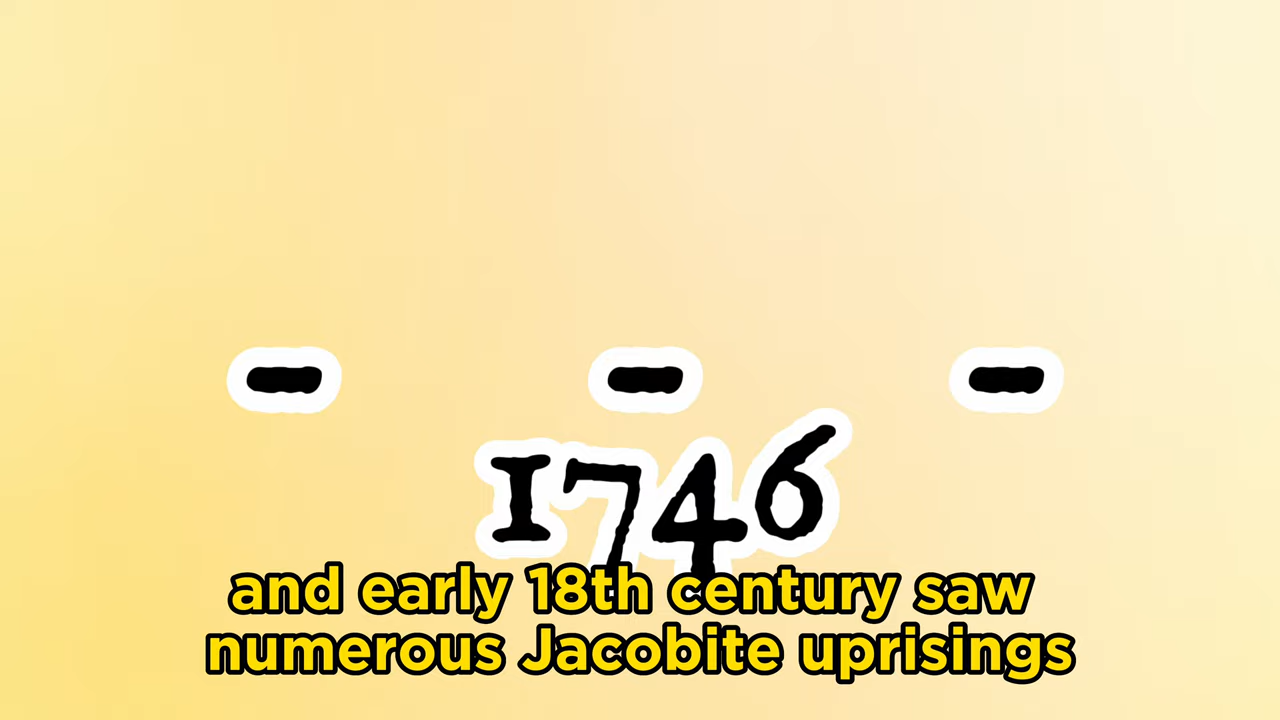 - - -
1746
and early 18th century saw
numerous Jacobite uprisings